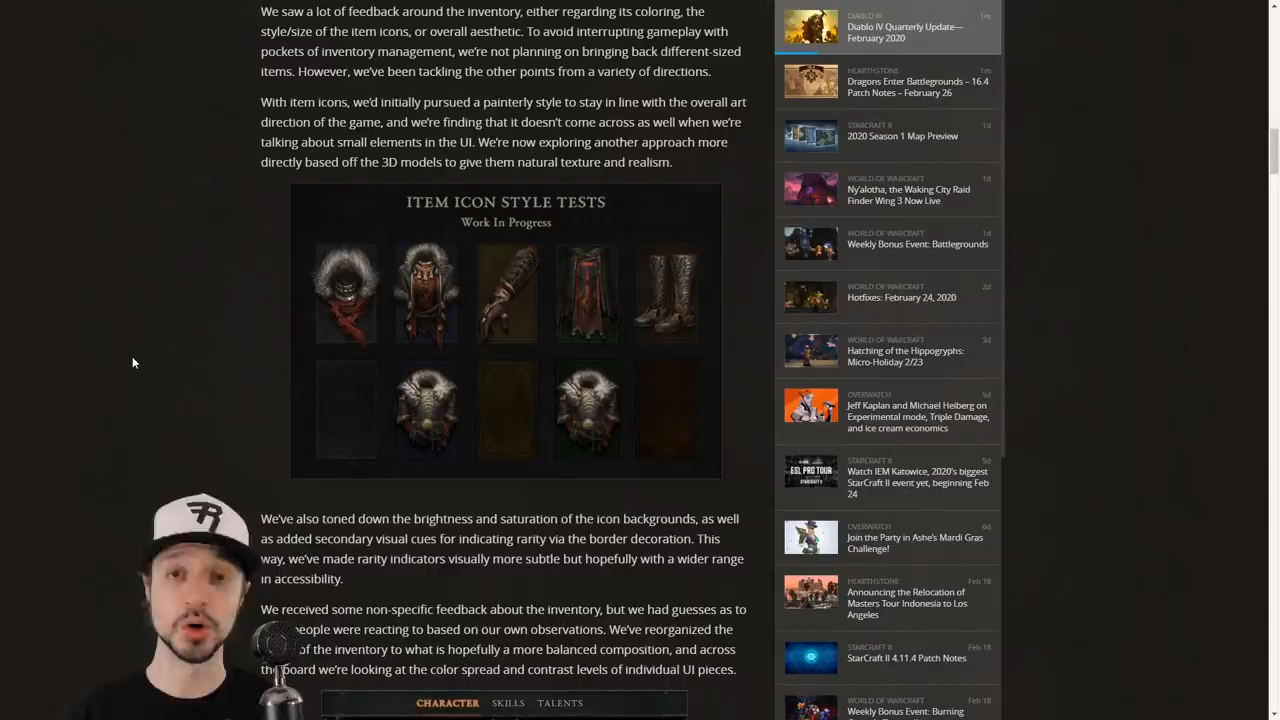 We saw a lot of feedback around the inventory, either regarding its coloring, the
style/size of the item icons, or overall aesthetic. To avoid interrupting gameplay with
pockets of inventory management, we're not planning on bringing back different-sized
items. However, we've been tackling the other points from a variety of directions.
With item icons, we'd initially pursued a painterly style to stay in line with the overall art
direction of the game, and we're finding that it doesn't come across as well when we're
talking about small elements in the UI. We're now exploring another approach more
directly based off the 3D models to give them natural texture and realism.
ITEM ICON STYLE TESTS
Work In Progress
We've also toned down the brightness and saturation of the icon backgrounds, as well
as added secondary visual cues for indicating rarity via the border decoration. This
way, we've made rarity indicators visually more subtle but hopefully with a wider range
in accessibility.
We received some non-specific feedback about the inventory, but we had guesses as to
people were reacting to based on our own observations. We've reorganized the
of the inventory to what is hopefully a more balanced composition, and across
the board we're looking at the color spread and contrast levels of individual UI pieces.
CHARACTER SKILLS TALENTS
DIABLO IV 1m
Diablo IV Quarterly Update—
February 2020
HEARTHSTONE 1m
Dragons Enter Battlegrounds – 16.4
Patch Notes – February 26
STARCRAFT II 1d
2020 Season 1 Map Preview
WORLD OF WARCRAFT 1d
Ny'alotha, the Waking City Raid
Finder Wing 3 Now Live
WORLD OF WARCRAFT 1d
Weekly Bonus Event: Battlegrounds
WORLD OF WARCRAFT 2d
Hotfixes: February 24, 2020
WORLD OF WARCRAFT 3d
Hatching of the Hippogryphs:
Micro-Holiday 2/23
OVERWATCH 5d
Jeff Kaplan and Michael Heiberg on
Experimental mode, Triple Damage,
and ice cream economics
STARCRAFT II 5d
ESL PRO TOUR
STARCRAFT II
Watch IEM Katowice, 2020's biggest
StarCraft II event yet, beginning Feb
24
OVERWATCH 6d
Join the Party in Ashe's Mardi Gras
Challenge!
HEARTHSTONE Feb 18
Announcing the Relocation of
Masters Tour Indonesia to Los
Angeles
STARCRAFT II Feb 18
StarCraft II 4.11.4 Patch Notes
WORLD OF WARCRAFT Feb 18
Weekly Bonus Event: Burning